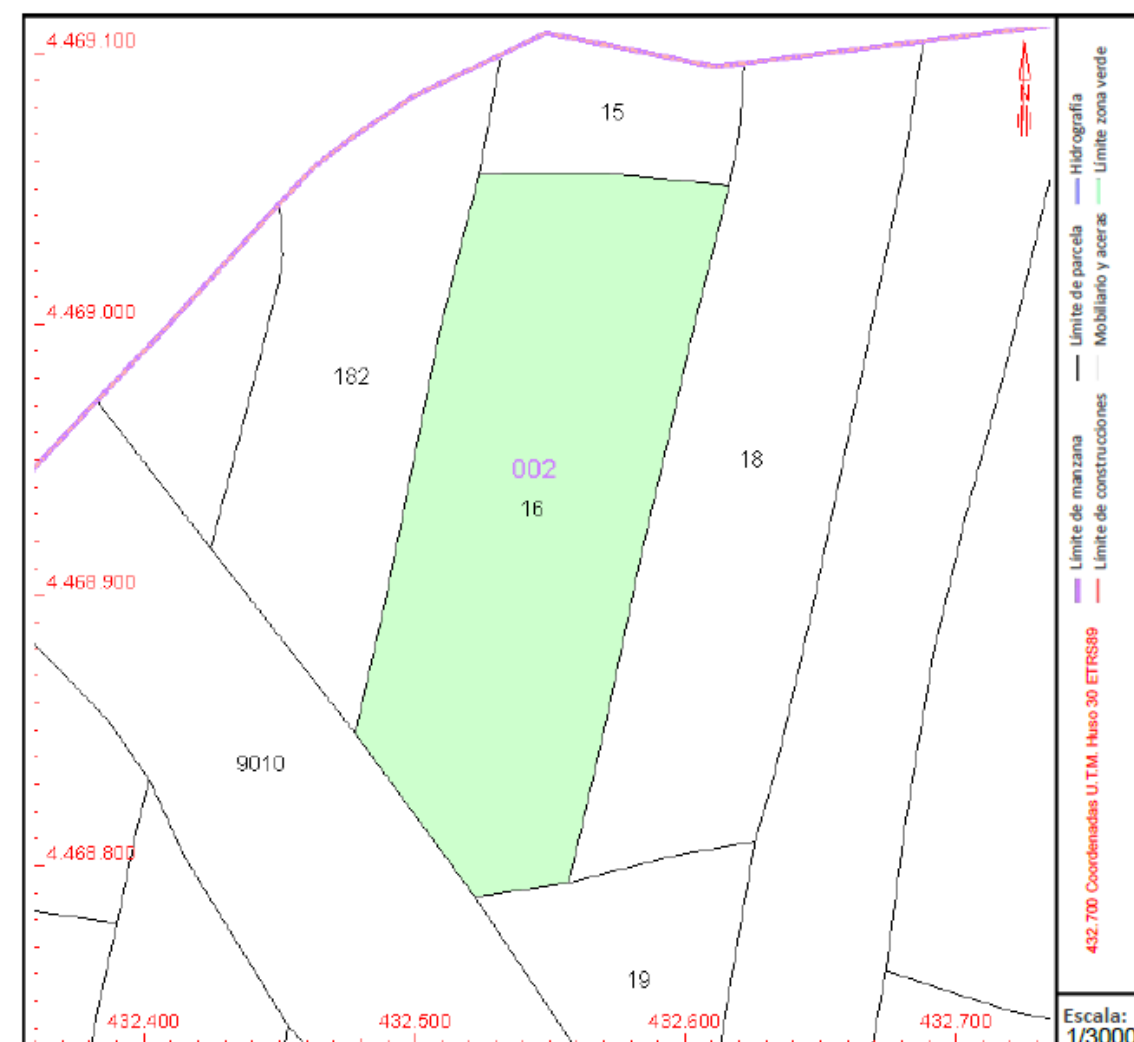 4.469.100
15
4.469.000
182
002
16
18
4.468.900
9010
4.468.800
19
432.400
432.500
432.600
432.700
Hidrografía
Límite zona verde
Límite de parcela
Mobiliario y aceras
Límite de manzana
Límite de construcciones
432.700 Coordenadas U.T.M. Huso 30 ETRS89
Escala:
1/3000